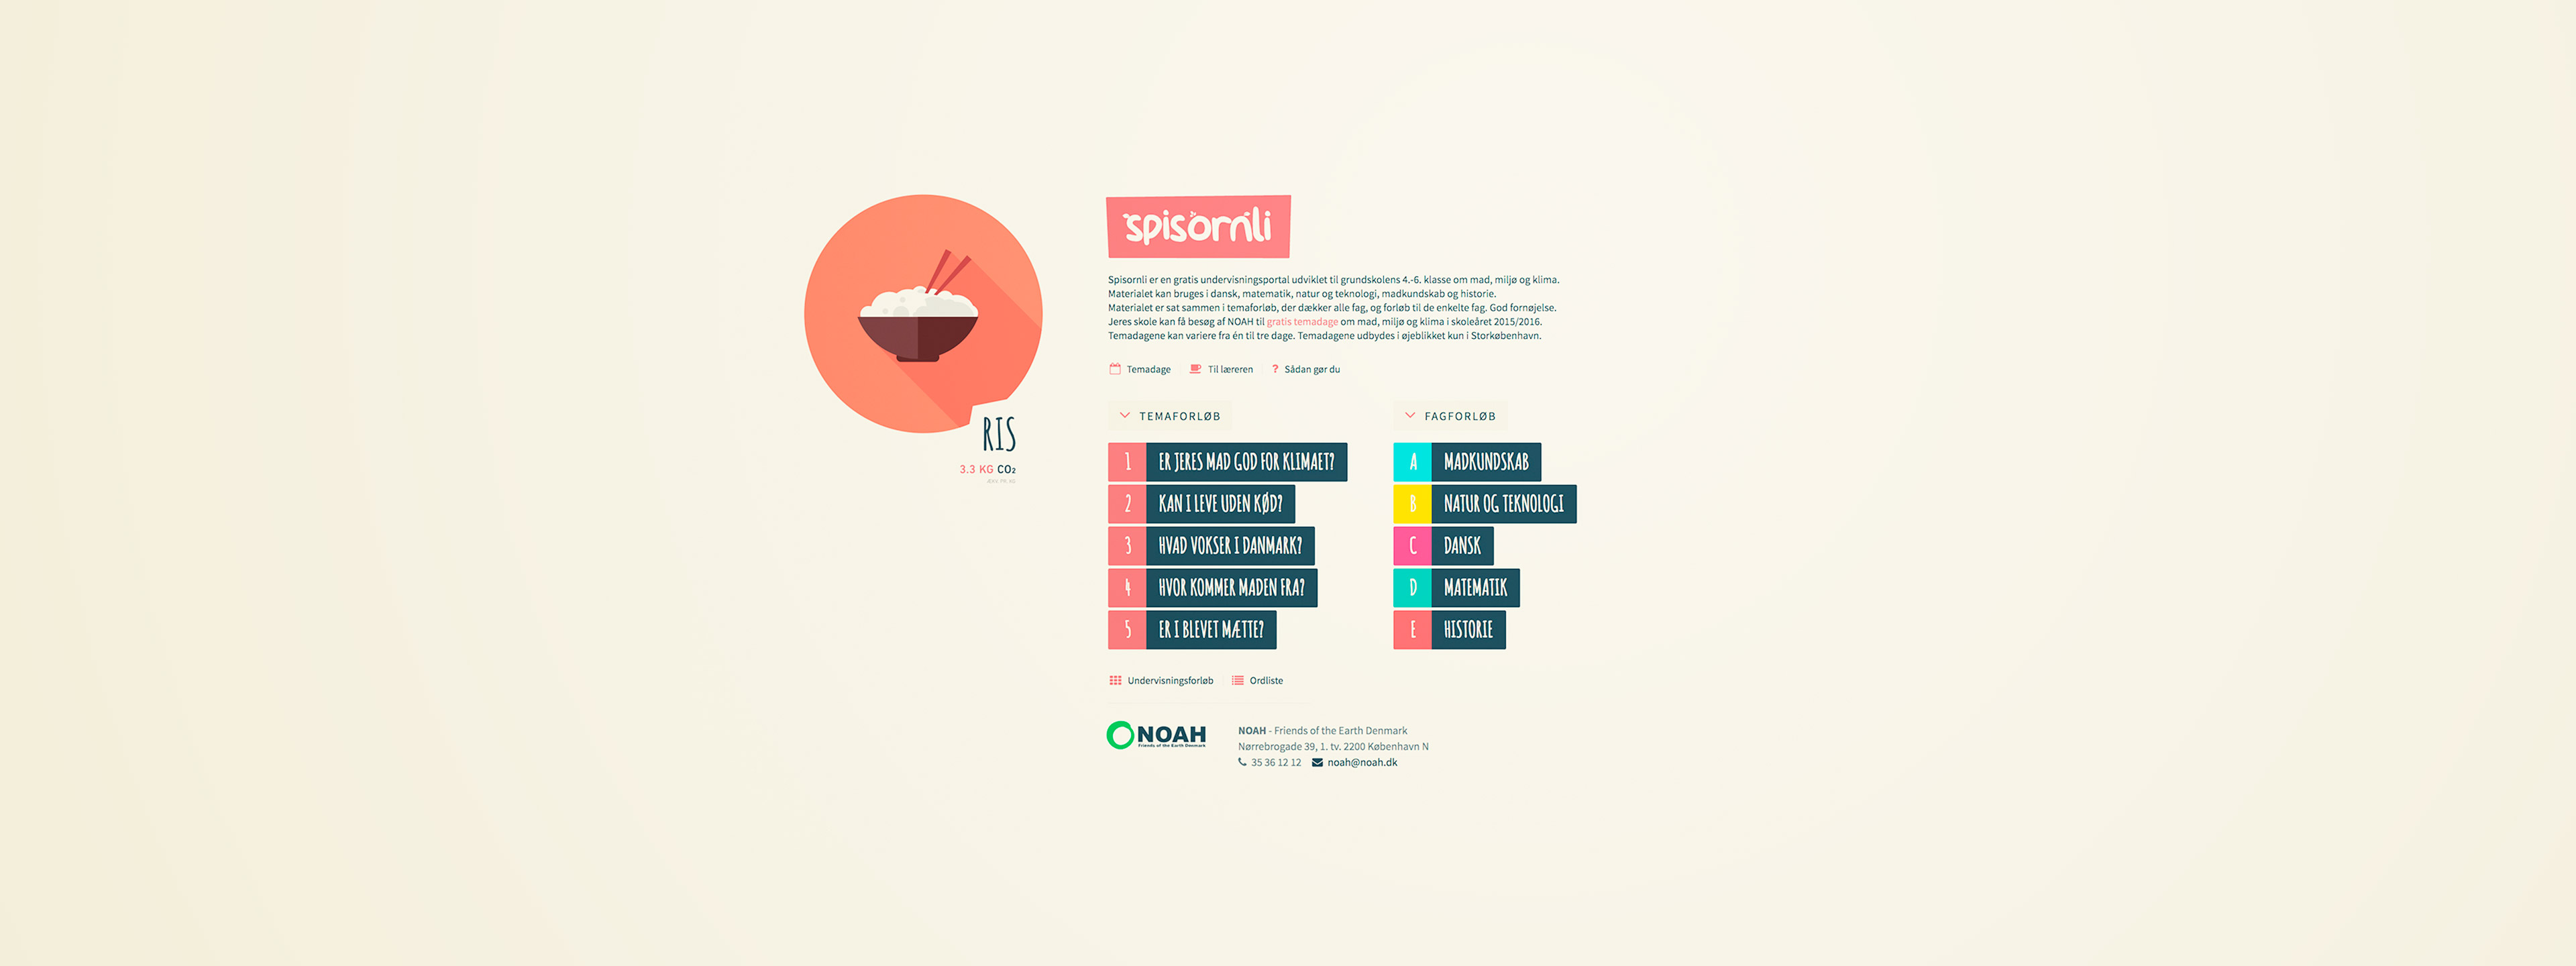 RIS
3.3 KG CO₂
spisornli
Spisornli er en gratis undervisningsportal udviklet til grundskolens 4.-6. klasse om mad, miljø og klima.
Materialet kan bruges i dansk, matematik, natur og teknologi, madkundskab og historie.
Materialet er sat sammen i temaforløb, der dækker alle fag, og forløb til de enkelte fag. God fornøjelse.
Jeres skole kan få besøg af NOAH til gratis temadage om mad, miljø og klima i skoleåret 2015/2016.
Temadagene kan variere fra én til tre dage. Temadagene udbydes i øjeblikket kun i Storkøbenhavn.
Temadage Til læreren ? Sådan gør du
TEMAFORLØB
1 ER JERES MAD GOD FOR KLIMAET?
2 KAN I LEVE UDEN KØD?
3 HVAD VOKSER I DANMARK?
4 HVOR KOMMER MADEN FRA?
5 ER I BLEVET MÆTTE?
FAGFORLØB
A MADKUNDSKAB
B NATUR OG TEKNOLOGI
C DANSK
D MATEMATIK
E HISTORIE
Undervisningsforløb Ordliste
NOAH
Friends of the Earth Denmark
NOAH - Friends of the Earth Denmark
Nørrebrogade 39, 1. tv. 2200 København N
35 36 12 12 noah@noah.dk